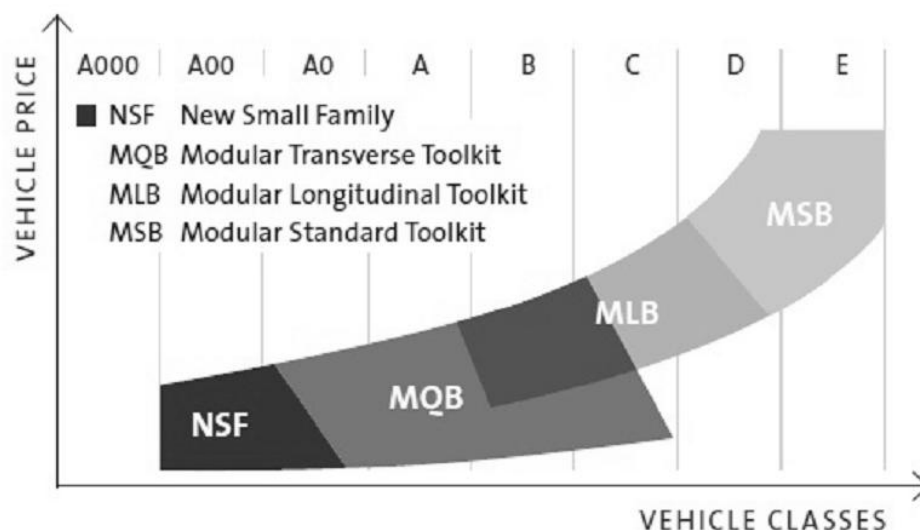 VEHICLE PRICE
A000 A00 A0 A B C D E
NSF New Small Family
MQB Modular Transverse Toolkit
MLB Modular Longitudinal Toolkit
MSB Modular Standard Toolkit
MSB
MLB
MQB
NSF
VEHICLE CLASSES